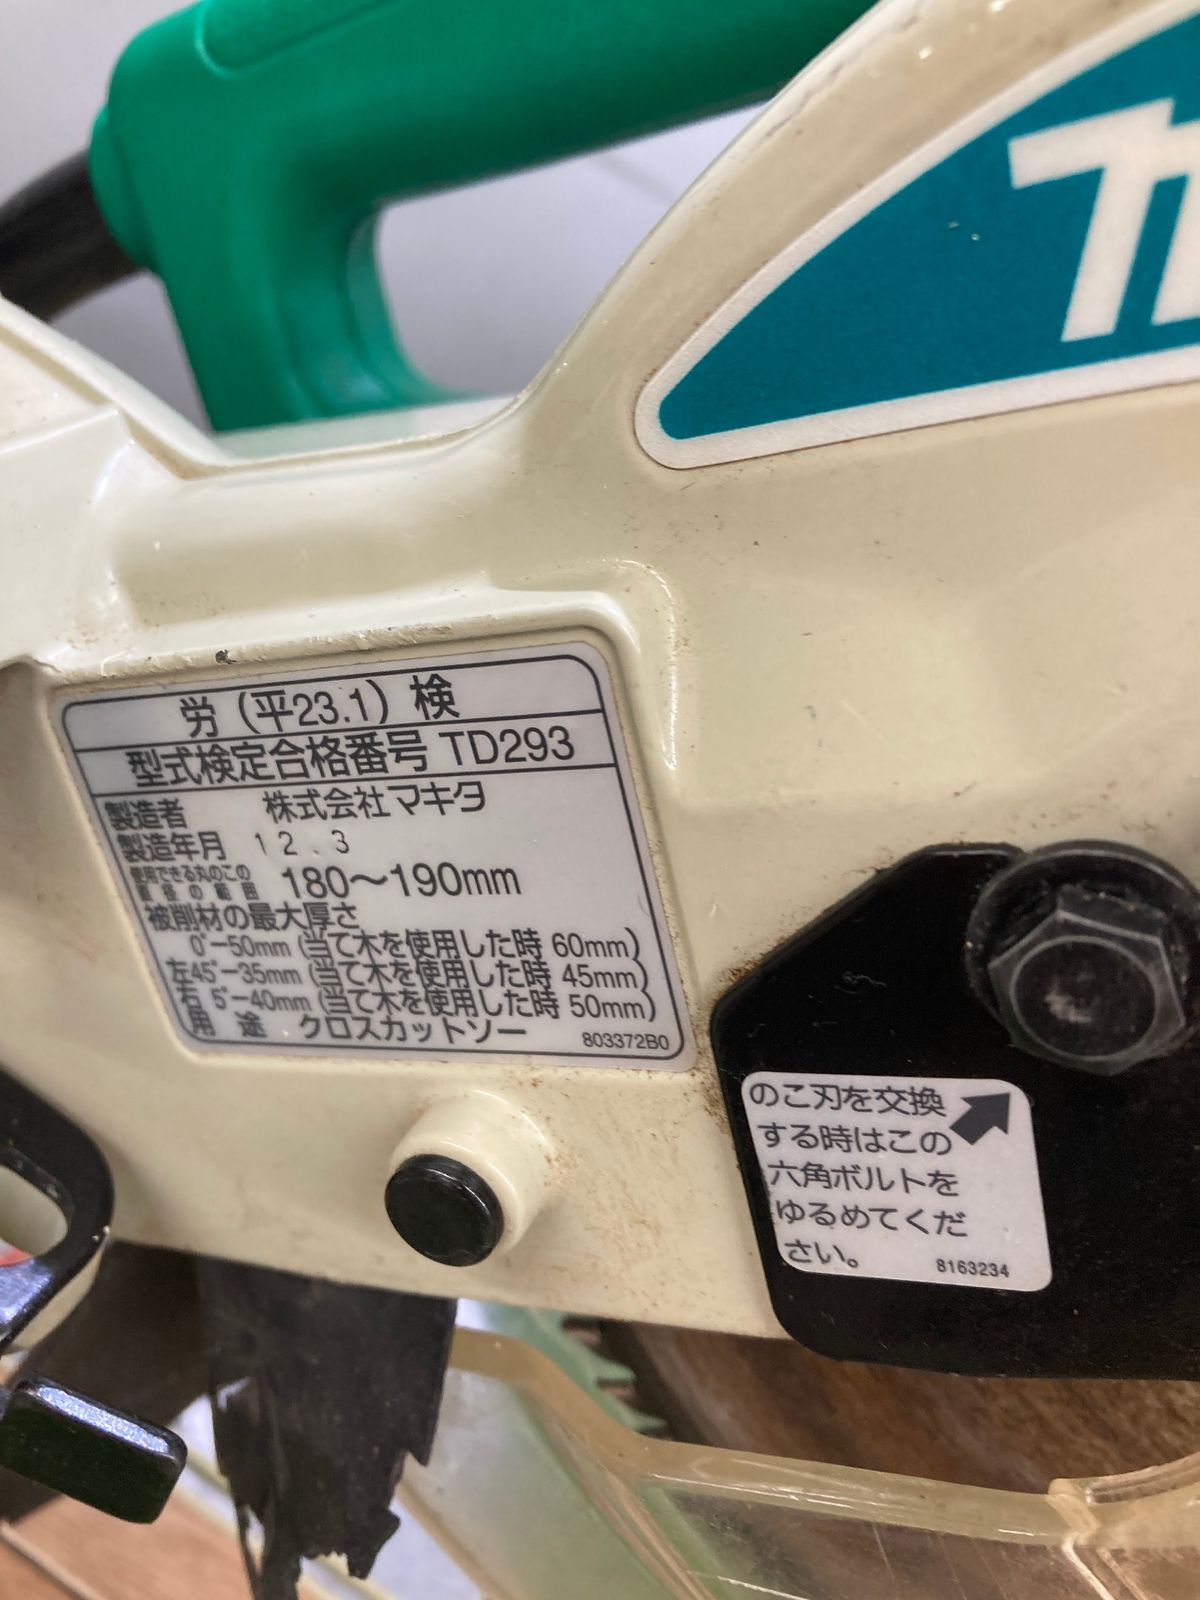 労（平23.1）検
型式検定合格番号 TD293
製造者 株式会社マキタ
製造年月 12.3
使用できる丸のこの
直径の範囲 180～190mm
被削材の最大厚さ
0°-50mm (当て木を使用した時 60mm)
左45°-35mm (当て木を使用した時 45mm)
右 5°-40mm (当て木を使用した時 50mm)
用途 クロスカットソー
803372B0
のこ刃を交換
する時はこの
六角ボルトを
ゆるめてくだ
さい。
8163234